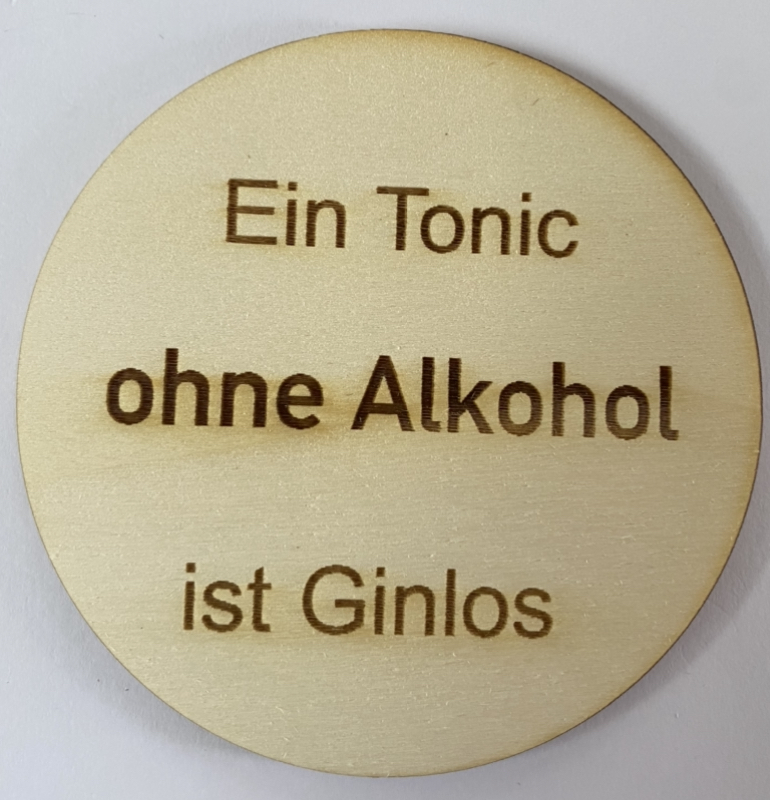 Ein Tonic
ohne Alkohol
ist Ginlos